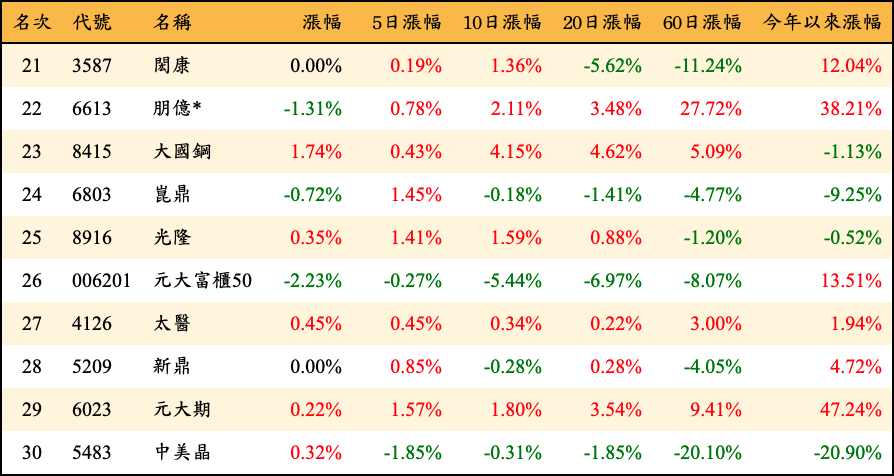 名次 代號 名稱 漲幅 5日漲幅 10日漲幅 20日漲幅 60日漲幅 今年以來漲幅
21 3587 閎康 0.00% 0.19% 1.36% -5.62% -11.24% 12.04%
22 6613 朋億* -1.31% 0.78% 2.11% 3.48% 27.72% 38.21%
23 8415 大國鋼 1.74% 0.43% 4.15% 4.62% 5.09% -1.13%
24 6803 崑鼎 -0.72% 1.45% -0.18% -1.41% -4.77% -9.25%
25 8916 光隆 0.35% 1.41% 1.59% 0.88% -1.20% -0.52%
26 006201 元大富櫃50 -2.23% -0.27% -5.44% -6.97% -8.07% 13.51%
27 4126 太醫 0.45% 0.45% 0.34% 0.22% 3.00% 1.94%
28 5209 新鼎 0.00% 0.85% -0.28% 0.28% -4.05% 4.72%
29 6023 元大期 0.22% 1.57% 1.80% 3.54% 9.41% 47.24%
30 5483 中美晶 0.32% -1.85% -0.31% -1.85% -20.10% -20.90%